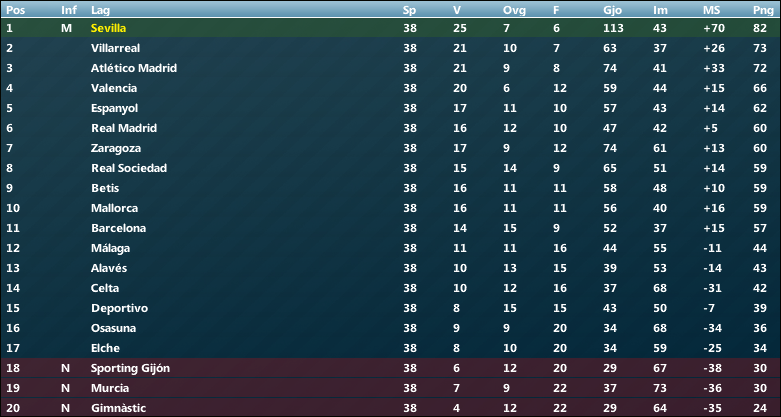 Pos Inf Lag Sp V Ovg F Gjo Im MS Png
1 M Sevilla 38 25 7 6 113 43 +70 82
2 Villarreal 38 21 10 7 63 37 +26 73
3 Atlético Madrid 38 21 9 8 74 41 +33 72
4 Valencia 38 20 6 12 59 44 +15 66
5 Espanyol 38 17 11 10 57 43 +14 62
6 Real Madrid 38 16 12 10 47 42 +5 60
7 Zaragoza 38 17 9 12 74 61 +13 60
8 Real Sociedad 38 15 14 9 65 51 +14 59
9 Betis 38 16 11 11 58 48 +10 59
10 Mallorca 38 16 11 11 56 40 +16 59
11 Barcelona 38 14 15 9 52 37 +15 57
12 Málaga 38 11 11 16 44 55 -11 44
13 Alavés 38 10 13 15 39 53 -14 43
14 Celta 38 10 12 16 37 68 -31 42
15 Deportivo 38 8 15 15 43 50 -7 39
16 Osasuna 38 9 9 20 34 68 -34 36
17 Elche 38 8 10 20 34 59 -25 34
18 N Sporting Gijón 38 6 12 20 29 67 -38 30
19 N Murcia 38 7 9 22 37 73 -36 30
20 N Gimnàstic 38 4 12 22 29 64 -35 24